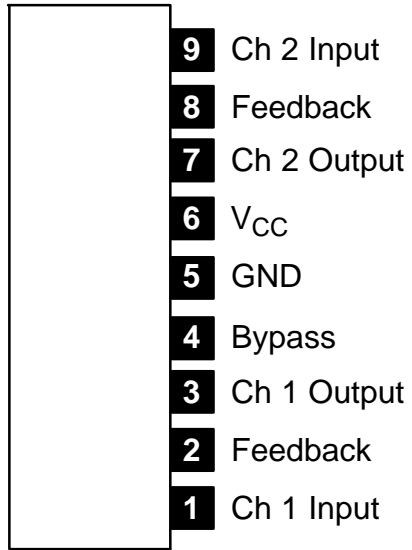 9 Ch 2 Input
8 Feedback
7 Ch 2 Output
6 VCC
5 GND
4 Bypass
3 Ch 1 Output
2 Feedback
1 Ch 1 Input